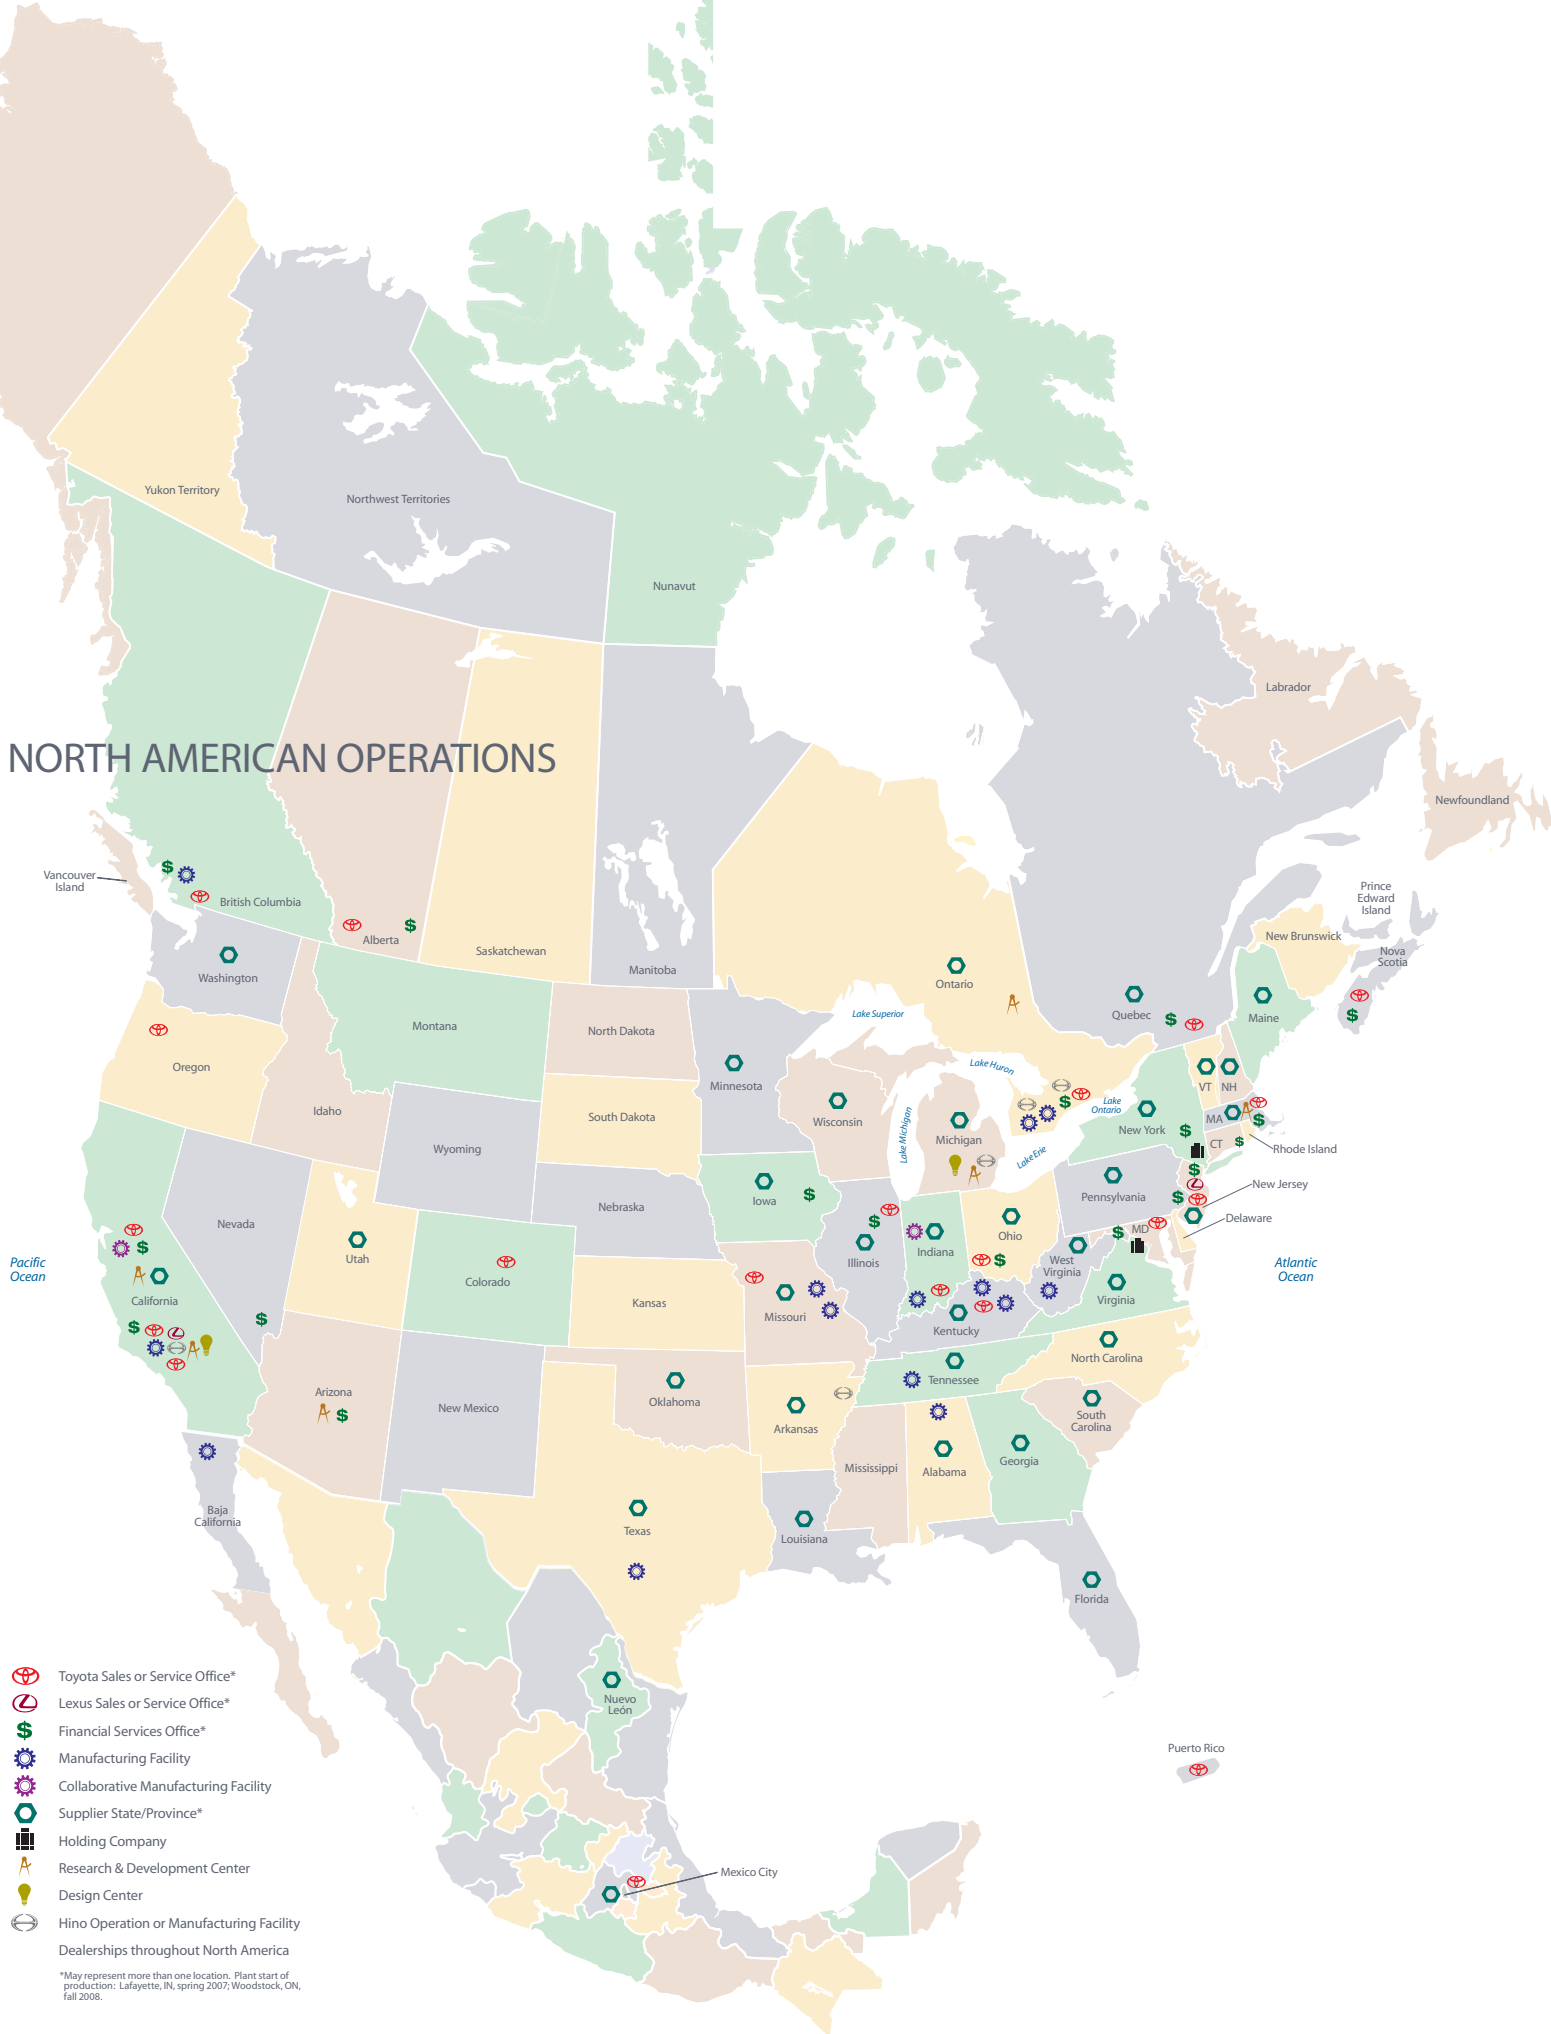 Yukon Territory
Northwest Territories
Nunavut
Labrador
NORTH AMERICAN OPERATIONS
Newfoundland
Vancouver
Island
British Columbia
Alberta
Saskatchewan
Manitoba
Ontario
Quebec
Prince
Edward
Island
New Brunswick
Nova
Scotia
Maine
Washington
Montana
North Dakota
Minnesota
Lake Superior
Lake Huron
Lake
Ontario
Lake Michigan
Lake Erie
Oregon
Idaho
Wyoming
South Dakota
Wisconsin
Michigan
New York
VT
NH
MA
CT
Rhode Island
New Jersey
Delaware
MD
Pennsylvania
Nevada
Utah
Colorado
Nebraska
Iowa
Illinois
Indiana
Ohio
West
Virginia
Virginia
Pacific
Ocean
Atlantic
Ocean
California
Kansas
Missouri
Kentucky
Arizona
New Mexico
Oklahoma
Arkansas
Tennessee
North Carolina
South
Carolina
Mississippi
Alabama
Georgia
Baja
California
Texas
Louisiana
Florida
Nuevo
León
Puerto Rico
Mexico City
Toyota Sales or Service Office*
Lexus Sales or Service Office*
$ Financial Services Office*
Manufacturing Facility
Collaborative Manufacturing Facility
Supplier State/Province*
Holding Company
Research & Development Center
Design Center
Hino Operation or Manufacturing Facility
Dealerships throughout North America
*May represent more than one location. Plant start of
production: Lafayette, IN, spring 2007; Woodstock, ON,
fall 2008.